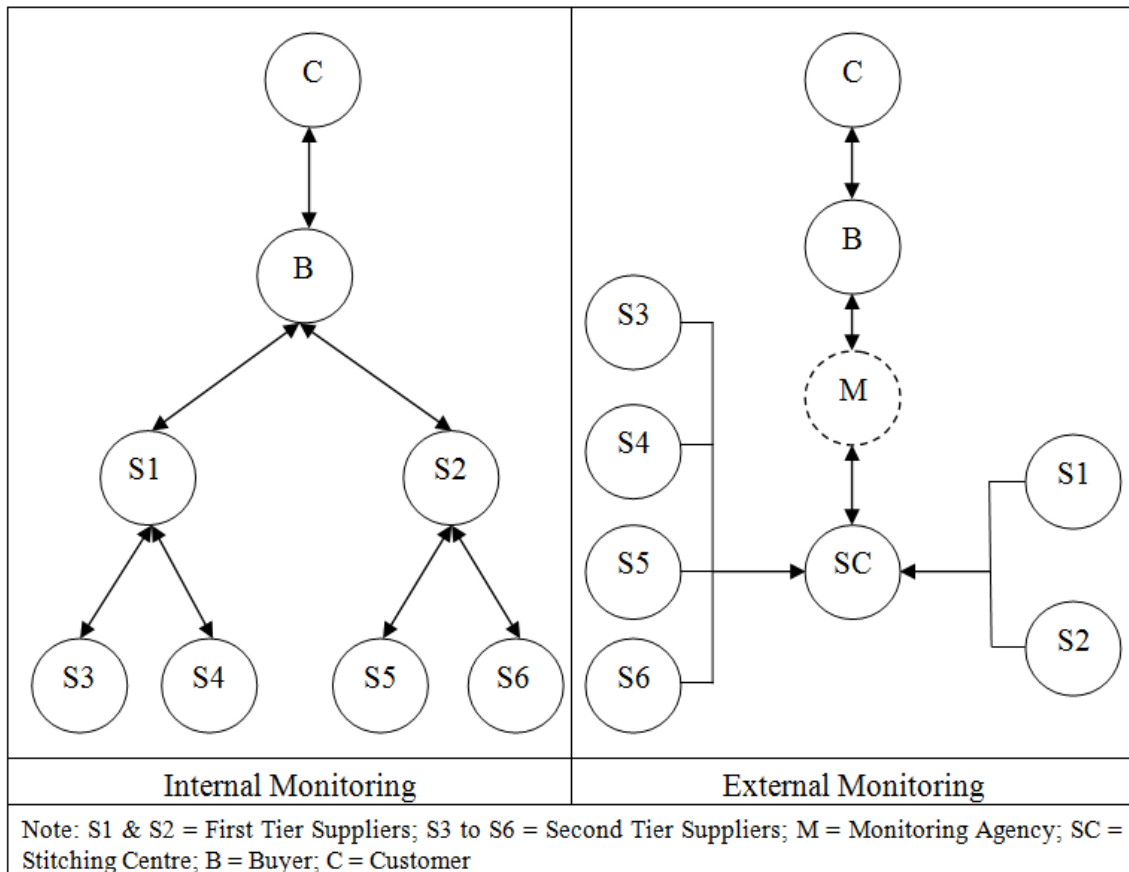 C
B
S1
S2
S3
S4
S5
S6
Internal Monitoring
C
B
S3
M
S4
S1
S5
SC
S2
S6
External Monitoring
Note: S1 & S2 = First Tier Suppliers; S3 to S6 = Second Tier Suppliers; M = Monitoring Agency; SC =
Stitching Centre; B = Buyer; C = Customer